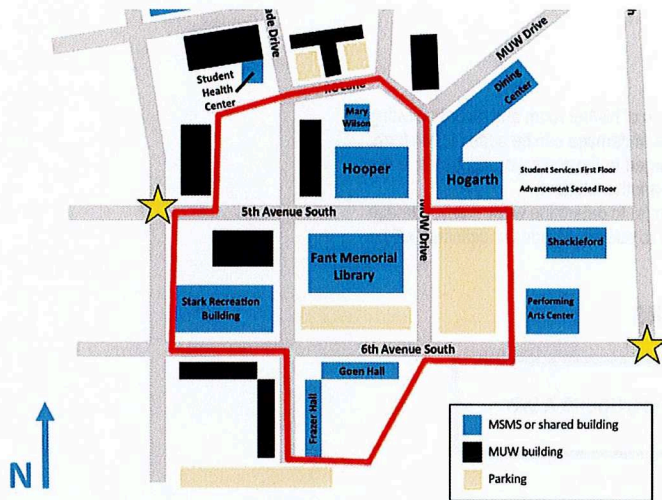 MUW Drive
Student
Health
Center
Dining
Center
Mary
Wilson
Hooper
Hogarth
Student Services First Floor
Advancement Second Floor
5th Avenue South
MUW Drive
Fant Memorial
Library
Shackleford
Stark Recreation
Building
Performing
Arts Center
6th Avenue South
Goen Hall
Frazer Hall
N
MSMS or shared building
MUW building
Parking